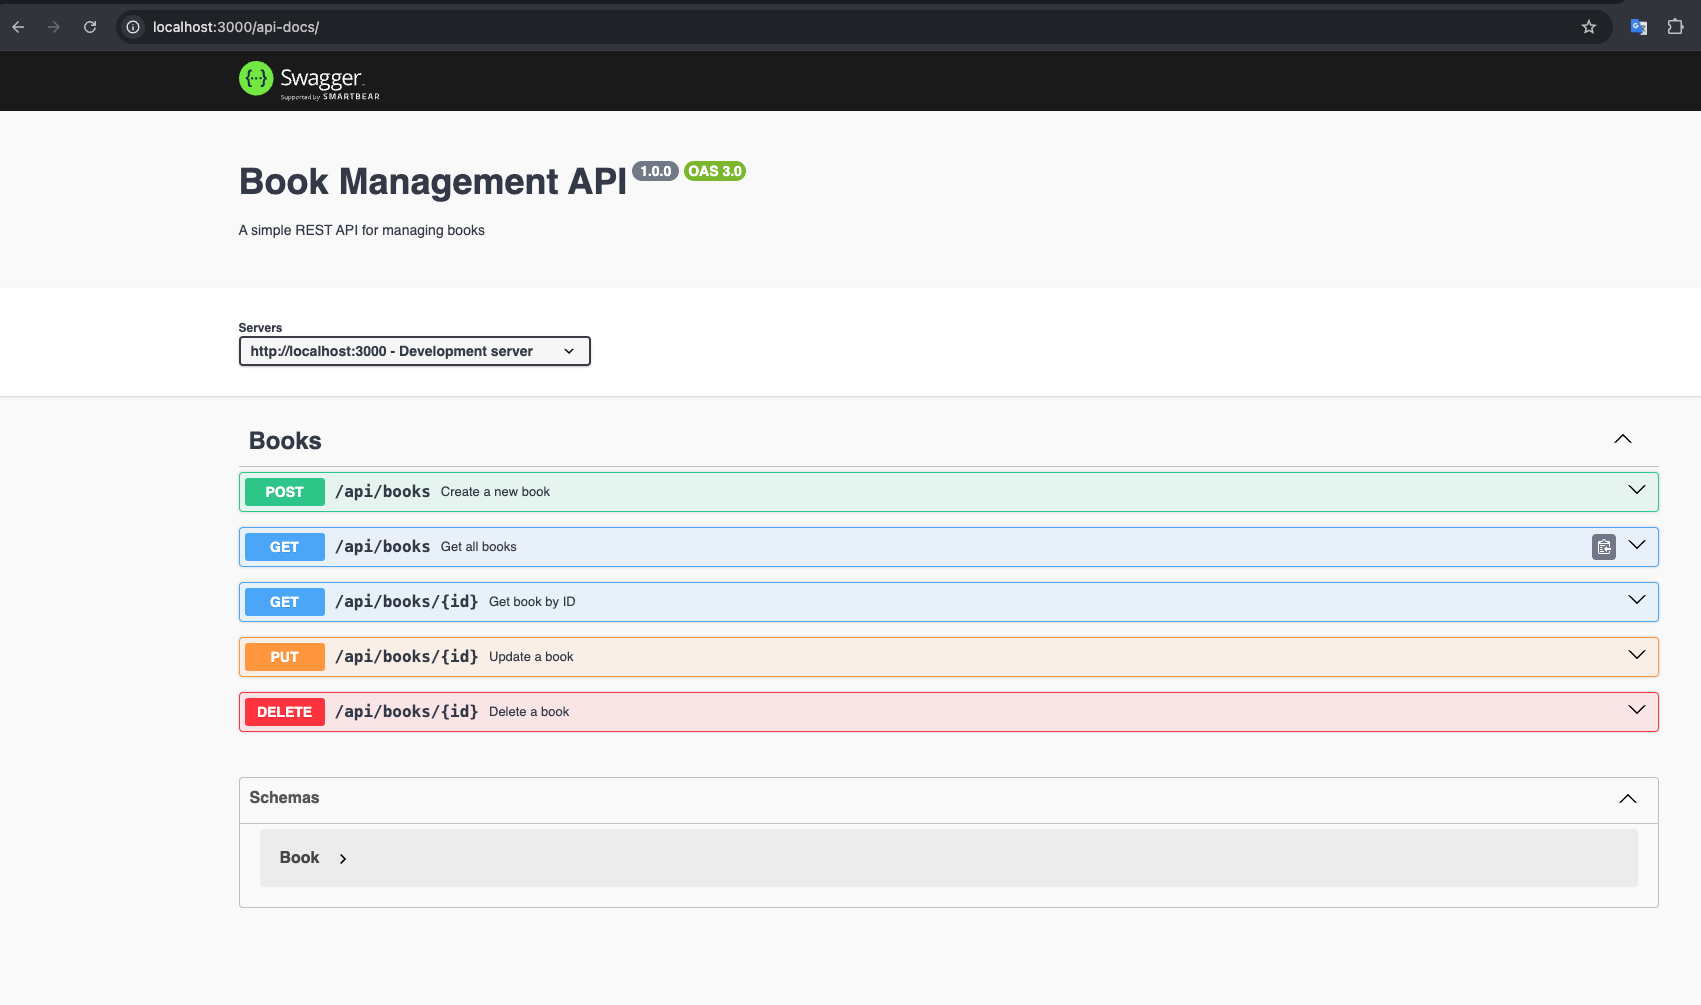 localhost:3000/api-docs/
Swagger
Supported by SMARTBEAR
Book Management API 1.0.0 OAS 3.0
A simple REST API for managing books
Servers
http://localhost:3000 - Development server
Books
POST /api/books Create a new book
GET /api/books Get all books
GET /api/books/{id} Get book by ID
PUT /api/books/{id} Update a book
DELETE /api/books/{id} Delete a book
Schemas
Book